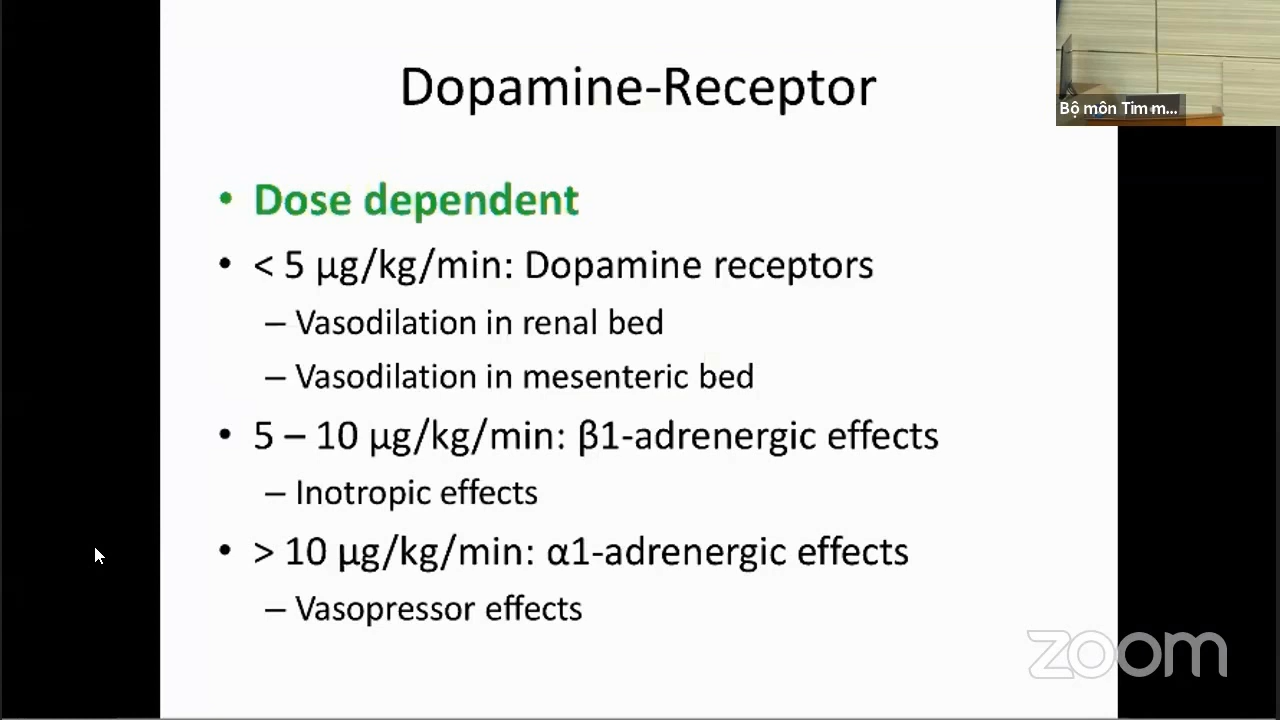 Dopamine-Receptor
Bộ môn Tim m...
• Dose dependent
• < 5 µg/kg/min: Dopamine receptors
– Vasodilation in renal bed
– Vasodilation in mesenteric bed
• 5 – 10 µg/kg/min: β1-adrenergic effects
– Inotropic effects
• > 10 µg/kg/min: α1-adrenergic effects
– Vasopressor effects
zoom